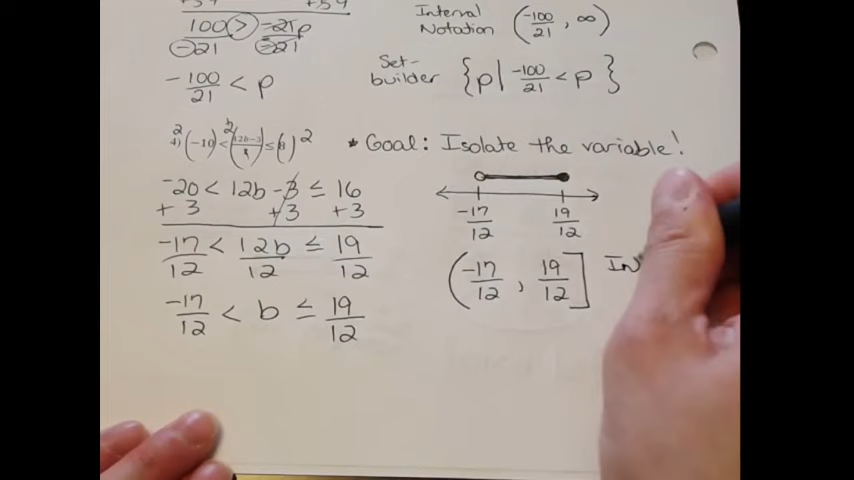 100 > -21p
-21 -21
-100/21 < p
Interval Notation (-100/21, ∞)
Set-builder {p | -100/21 < p}
4) 2(-10) < 2(12b-3/2) ≤ (8)2
* Goal: Isolate the variable!
-20 < 12b - 3 ≤ 16
+3 +3 +3
-17/12 < 12b/12 ≤ 19/12
-17/12 < b ≤ 19/12
-17/12 19/12
(-17/12, 19/12] IN